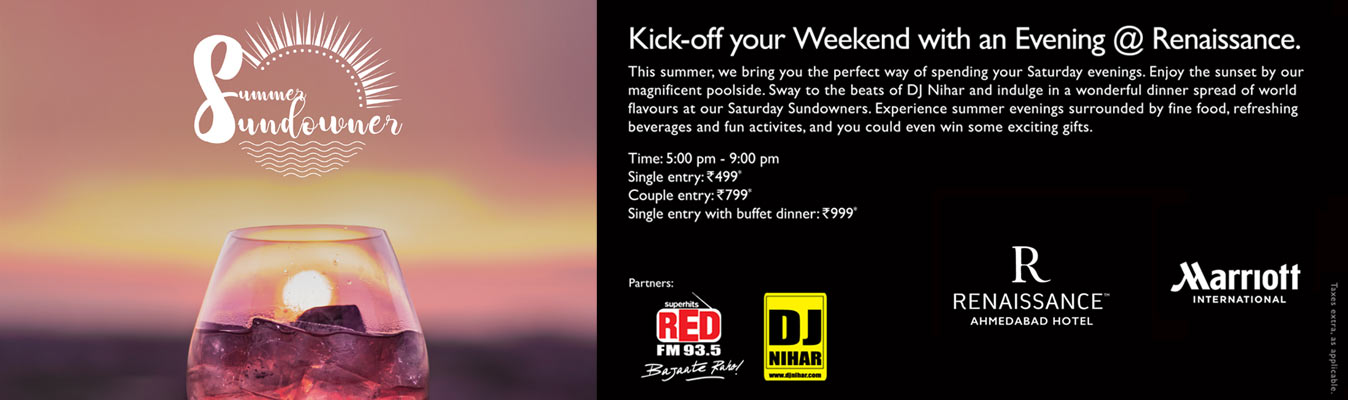 Summer
Sundowner
Kick-off your Weekend with an Evening @ Renaissance.
This summer, we bring you the perfect way of spending your Saturday evenings. Enjoy the sunset by our
magnificent poolside. Sway to the beats of DJ Nihar and indulge in a wonderful dinner spread of world
flavours at our Saturday Sundowners. Experience summer evenings surrounded by fine food, refreshing
beverages and fun activites, and you could even win some exciting gifts.
Time: 5:00 pm - 9:00 pm
Single entry: ₹499*
Couple entry: ₹799*
Single entry with buffet dinner: ₹999*
Partners:
superhits
RED
FM 93.5
Bajaate Raho!
DJ
NIHAR
www.djnihar.com
R
RENAISSANCE™
AHMEDABAD HOTEL
Marriott
INTERNATIONAL
Taxes extra, as applicable.